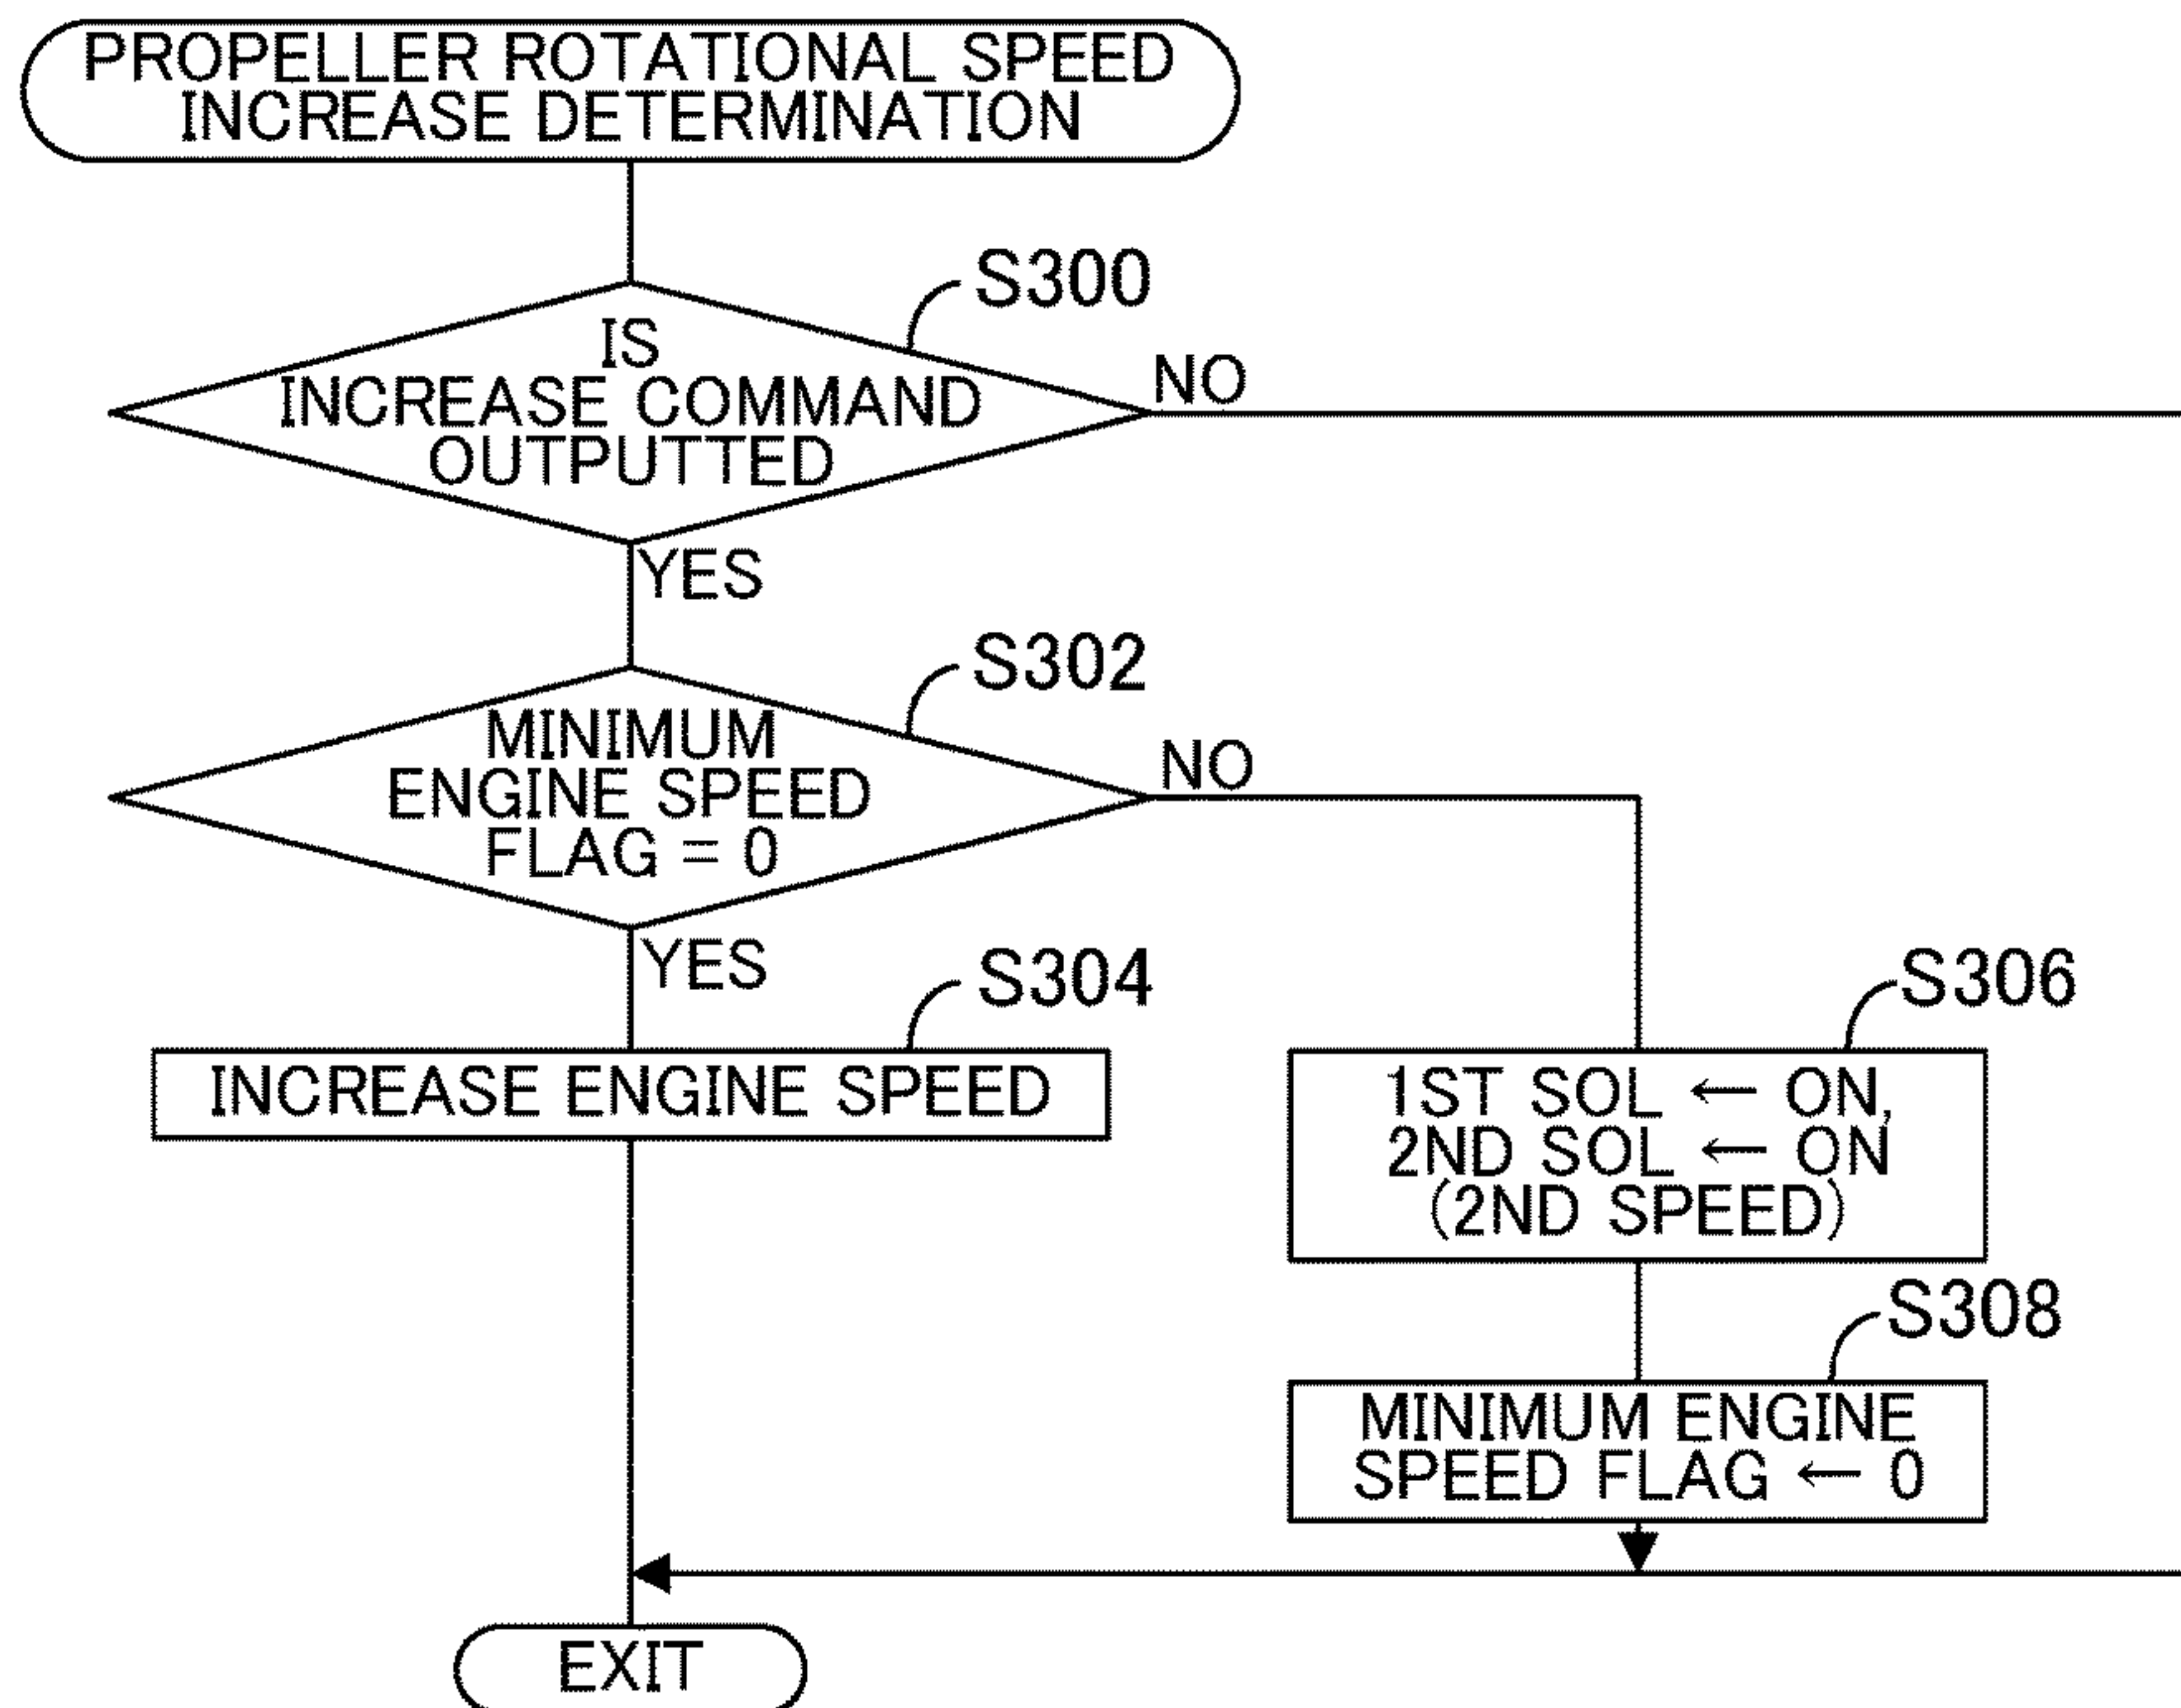 PROPELLER ROTATIONAL SPEED
INCREASE DETERMINATION
S300
IS
INCREASE COMMAND
OUTPUTTED
NO
YES
S302
MINIMUM
ENGINE SPEED
FLAG = 0
NO
YES
S304
INCREASE ENGINE SPEED
S306
1ST SOL ← ON,
2ND SOL ← ON
(2ND SPEED)
S308
MINIMUM ENGINE
SPEED FLAG ← 0
EXIT